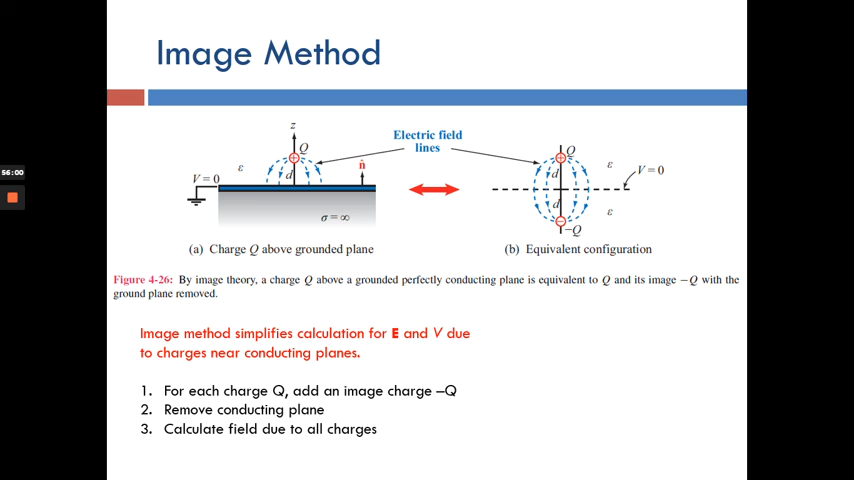 Image Method
z
Q
Electric field
lines
Q
ε
n̂
ε
V = 0
56:00
V = 0
d
d
d
ε
σ = ∞
−Q
(a) Charge Q above grounded plane
(b) Equivalent configuration
Figure 4-26: By image theory, a charge Q above a grounded perfectly conducting plane is equivalent to Q and its image −Q with the
ground plane removed.
Image method simplifies calculation for E and V due
to charges near conducting planes.
1. For each charge Q, add an image charge –Q
2. Remove conducting plane
3. Calculate field due to all charges